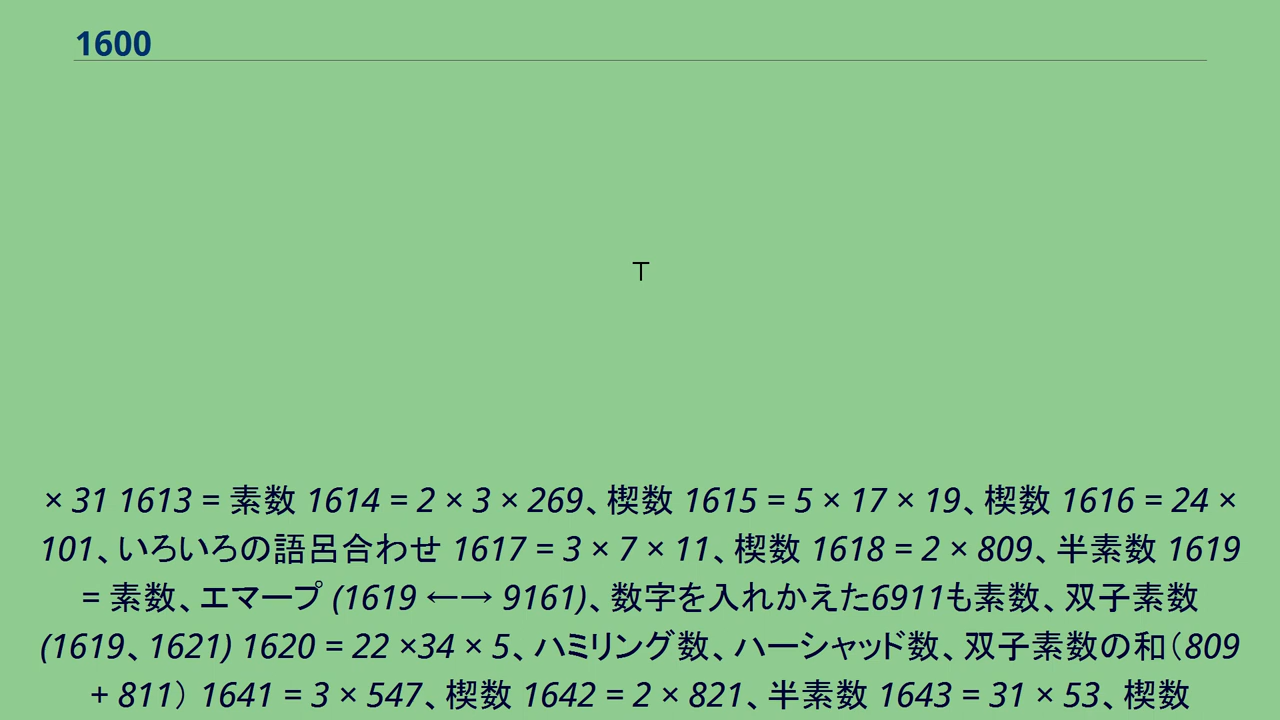 1600
┬
× 31 1613 = 素数 1614 = 2 × 3 × 269、楔数 1615 = 5 × 17 × 19、楔数 1616 = 24 ×
101、いろいろの語呂合わせ 1617 = 3 × 7 × 11、楔数 1618 = 2 × 809、半素数 1619
= 素数、エマープ (1619 ←→ 9161)、数字を入れかえた6911も素数、双子素数
(1619、1621) 1620 = 22 ×34 × 5、ハミリング数、ハーシャッド数、双子素数の和（809
+ 811） 1641 = 3 × 547、楔数 1642 = 2 × 821、半素数 1643 = 31 × 53、楔数